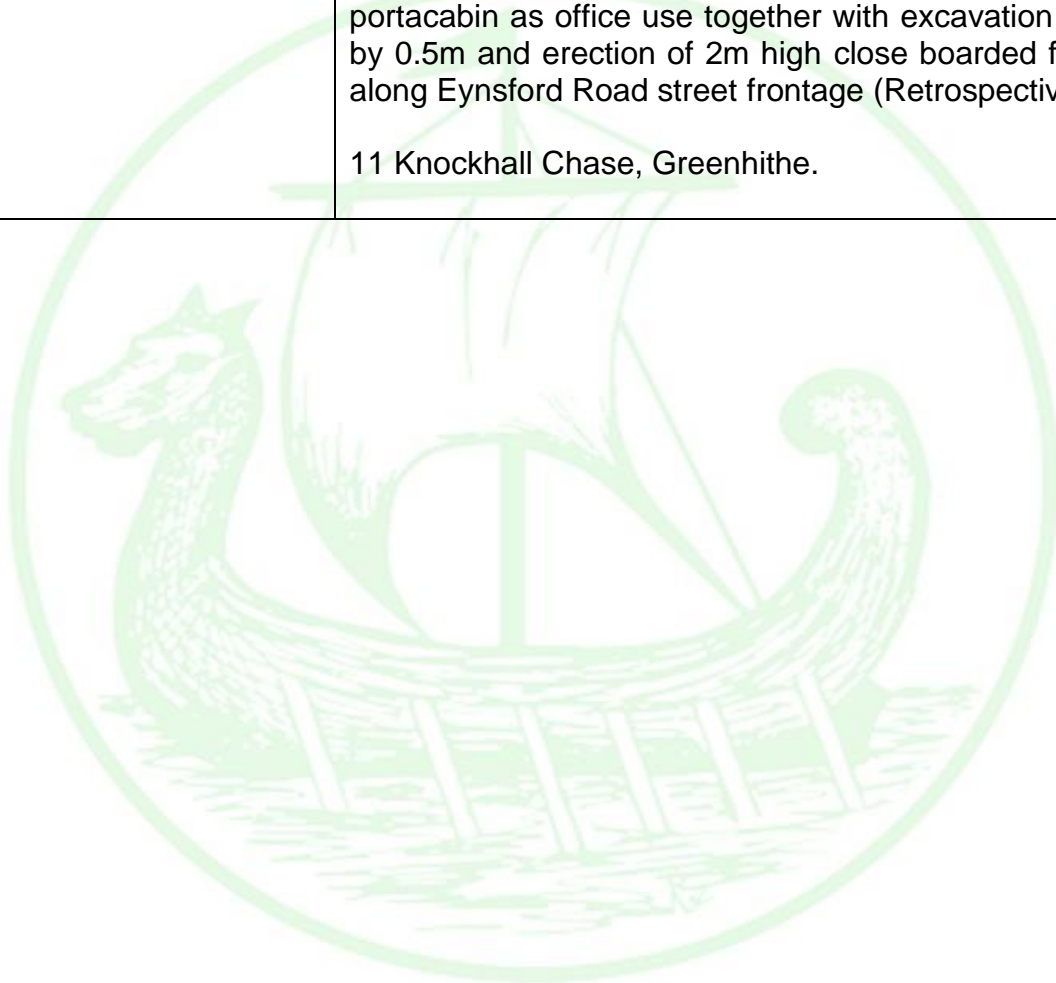 portacabin as office use together with excavation
by 0.5m and erection of 2m high close boarded
along Eynsford Road street frontage
11 Knockhall Chase, Greenhithe.